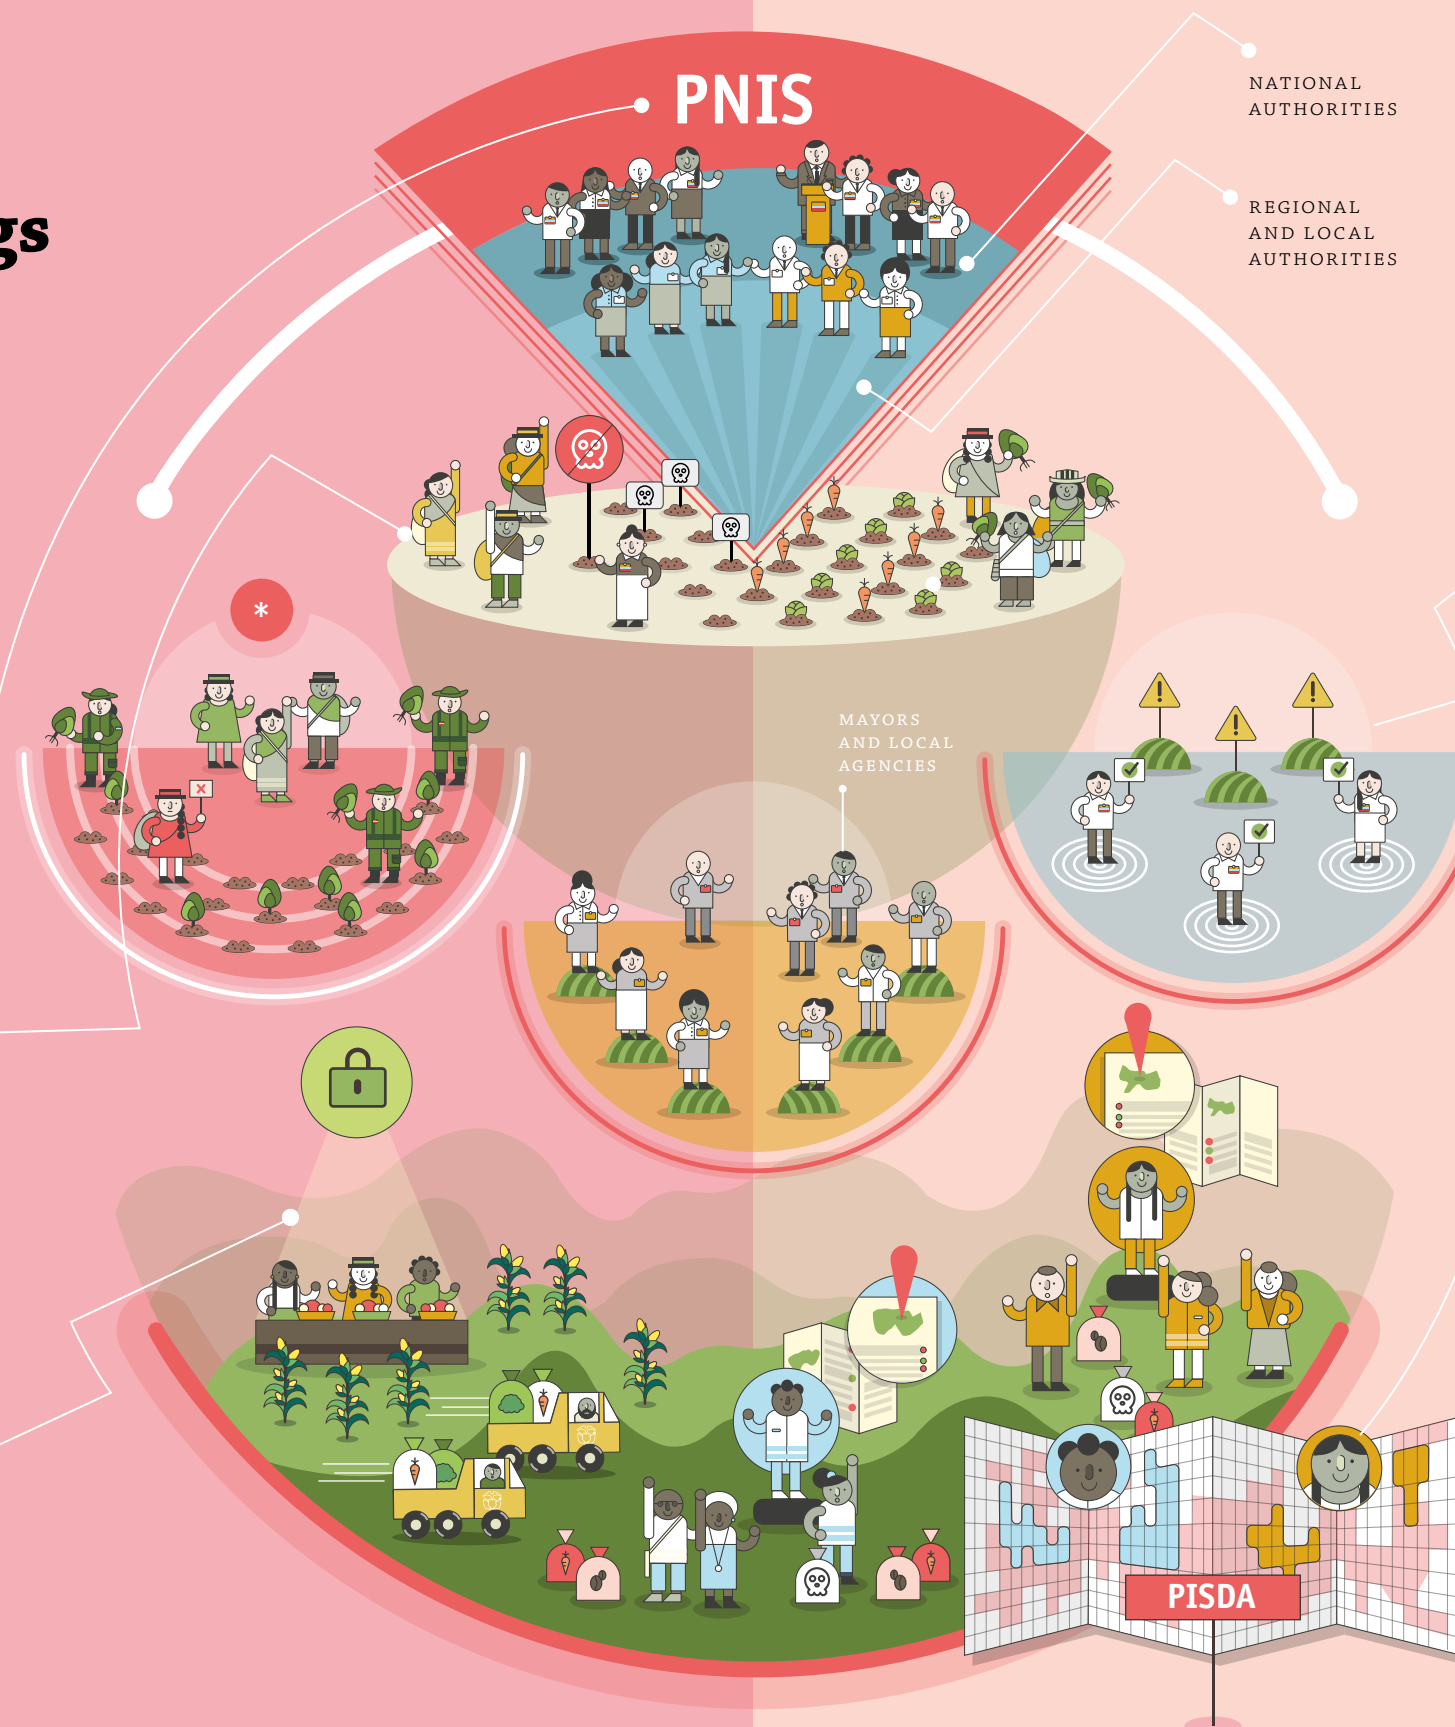 PNIS
NATIONAL
AUTHORITIES
gs
REGIONAL
AND LOCAL
AUTHORITIES
*
MAYORS
AND LOCAL
AGENCIES
PISDA